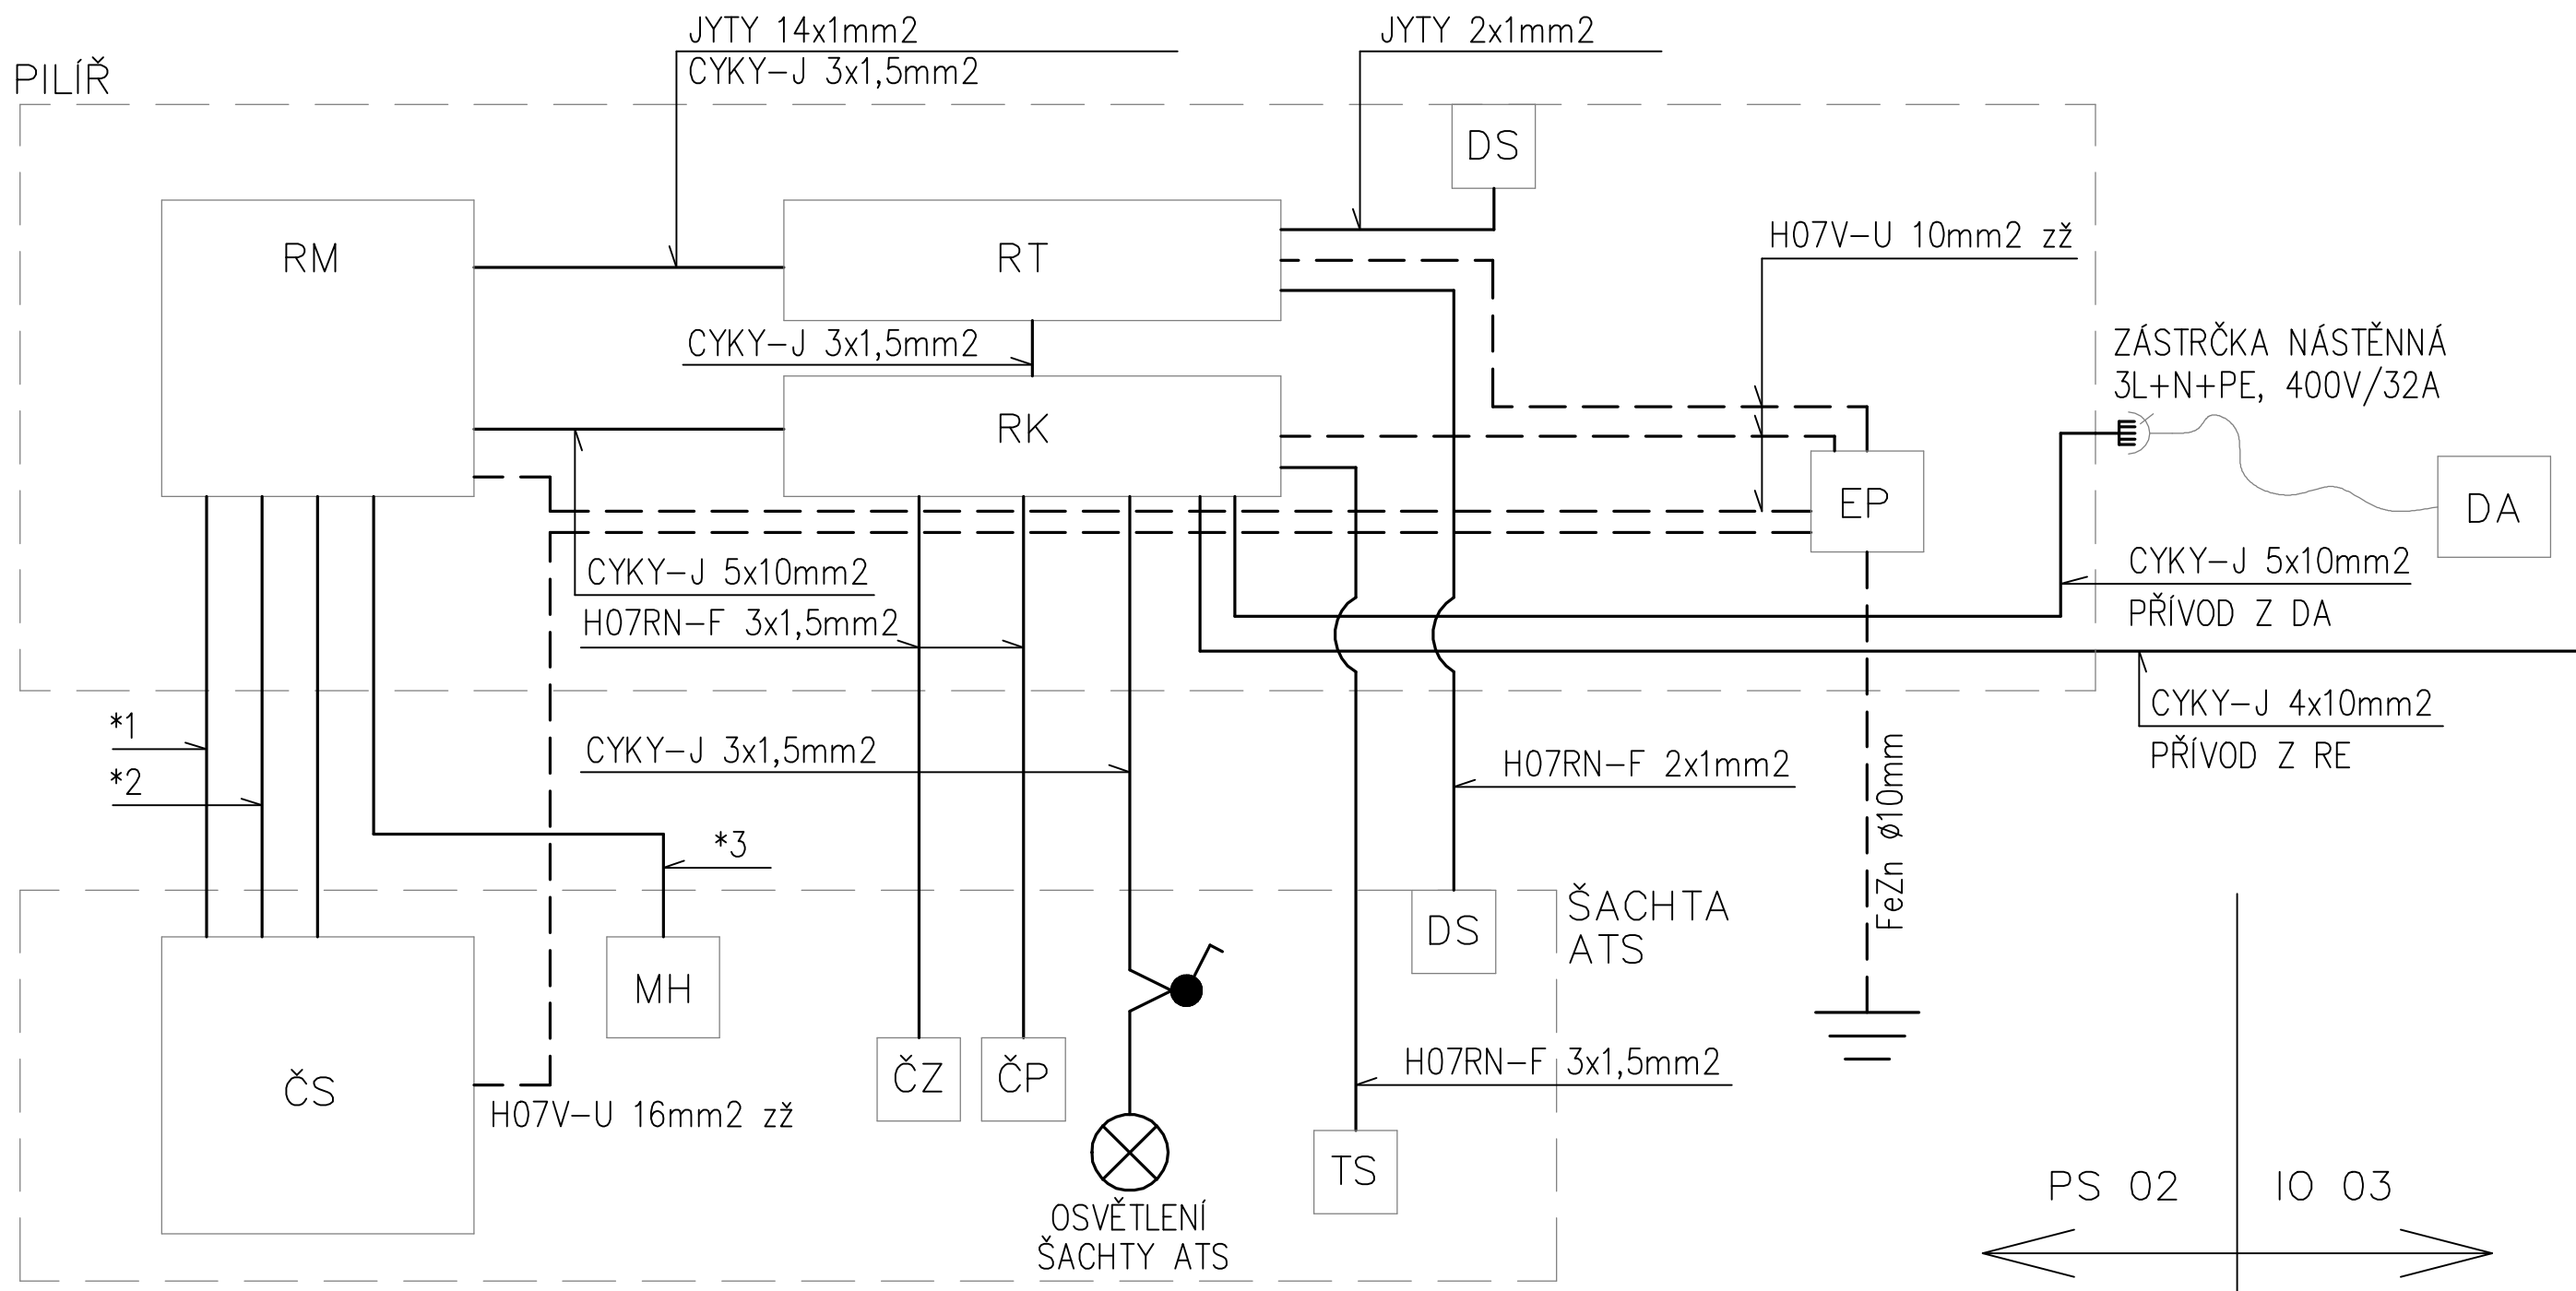 JYTY 14x1mm2
CYKY-J 3x1,5mm2
JYTY 2x1mm2
PILÍŘ
DS
RM
RT
H07V-U 10mm2 zž
CYKY-J 3x1,5mm2
ZÁSTRČKA NÁSTĚNNÁ
3L+N+PE, 400V/32A
RK
EP
DA
CYKY-J 5x10mm2
CYKY-J 5x10mm2
PŘÍVOD Z DA
H07RN-F 3x1,5mm2
CYKY-J 4x10mm2
PŘÍVOD Z RE
*1
*2
CYKY-J 3x1,5mm2
H07RN-F 2x1mm2
FeZn ø10mm
*3
ŠACHTA
ATS
DS
MH
ČS
ČZ
ČP
H07RN-F 3x1,5mm2
H07V-U 16mm2 zž
TS
OSVĚTLENÍ
ŠACHTY ATS
PS 02
IO 03